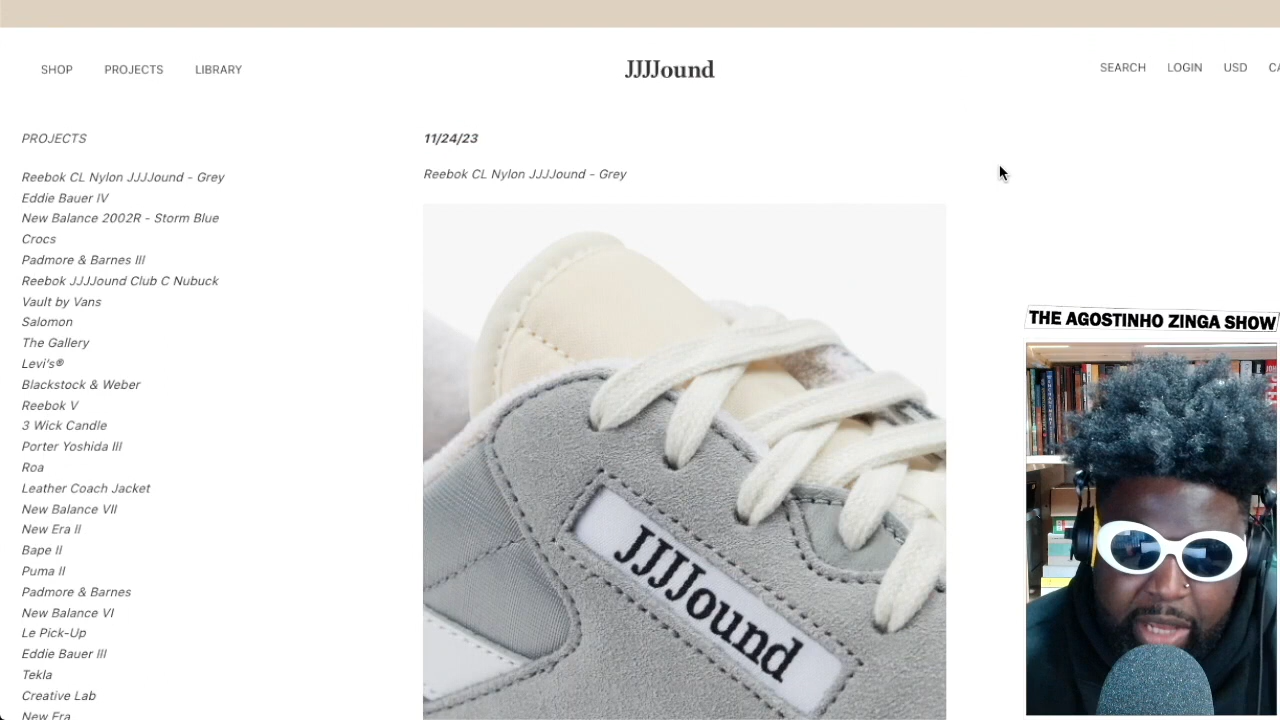 SHOP PROJECTS LIBRARY
JJJJound
SEARCH LOGIN USD CA
PROJECTS
Reebok CL Nylon JJJJound - Grey
Eddie Bauer IV
New Balance 2002R - Storm Blue
Crocs
Padmore & Barnes III
Reebok JJJJound Club C Nubuck
Vault by Vans
Salomon
The Gallery
Levi's®
Blackstock & Weber
Reebok V
3 Wick Candle
Porter Yoshida III
Roa
Leather Coach Jacket
New Balance VII
New Era II
Bape II
Puma II
Padmore & Barnes
New Balance VI
Le Pick-Up
Eddie Bauer III
Tekla
Creative Lab
New Era
11/24/23
Reebok CL Nylon JJJJound - Grey
JJJJound
THE AGOSTINHO ZINGA SHOW